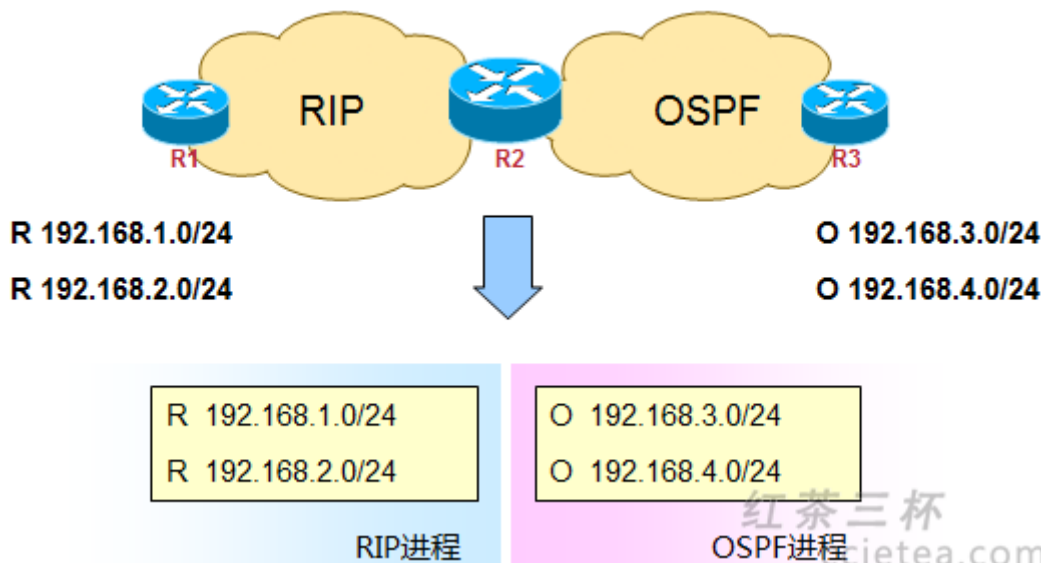 RIP
OSPF
R1
R2
R3
R 192.168.1.0/24
O 192.168.3.0/24
R 192.168.2.0/24
O 192.168.4.0/24
R 192.168.1.0/24
O 192.168.3.0/24
R 192.168.2.0/24
O 192.168.4.0/24
红茶三杯
RIP进程
OSPF进程
ccietea.com